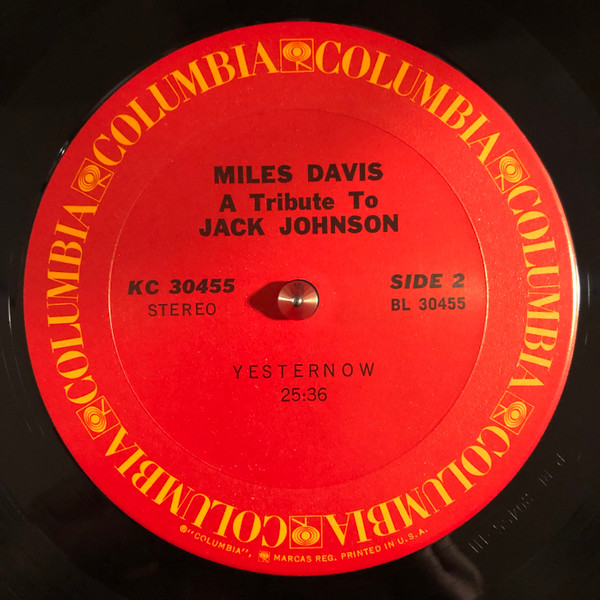 COLUMBIA COLUMBIA COLUMBIA COLUMBIA COLUMBIA COLUMBIA
MILES DAVIS
A Tribute To
JACK JOHNSON
KC 30455 SIDE 2
STEREO BL 30455
YESTERNOW
25:36
®"COLUMBIA", MARCAS REG. PRINTED IN U.S.A.